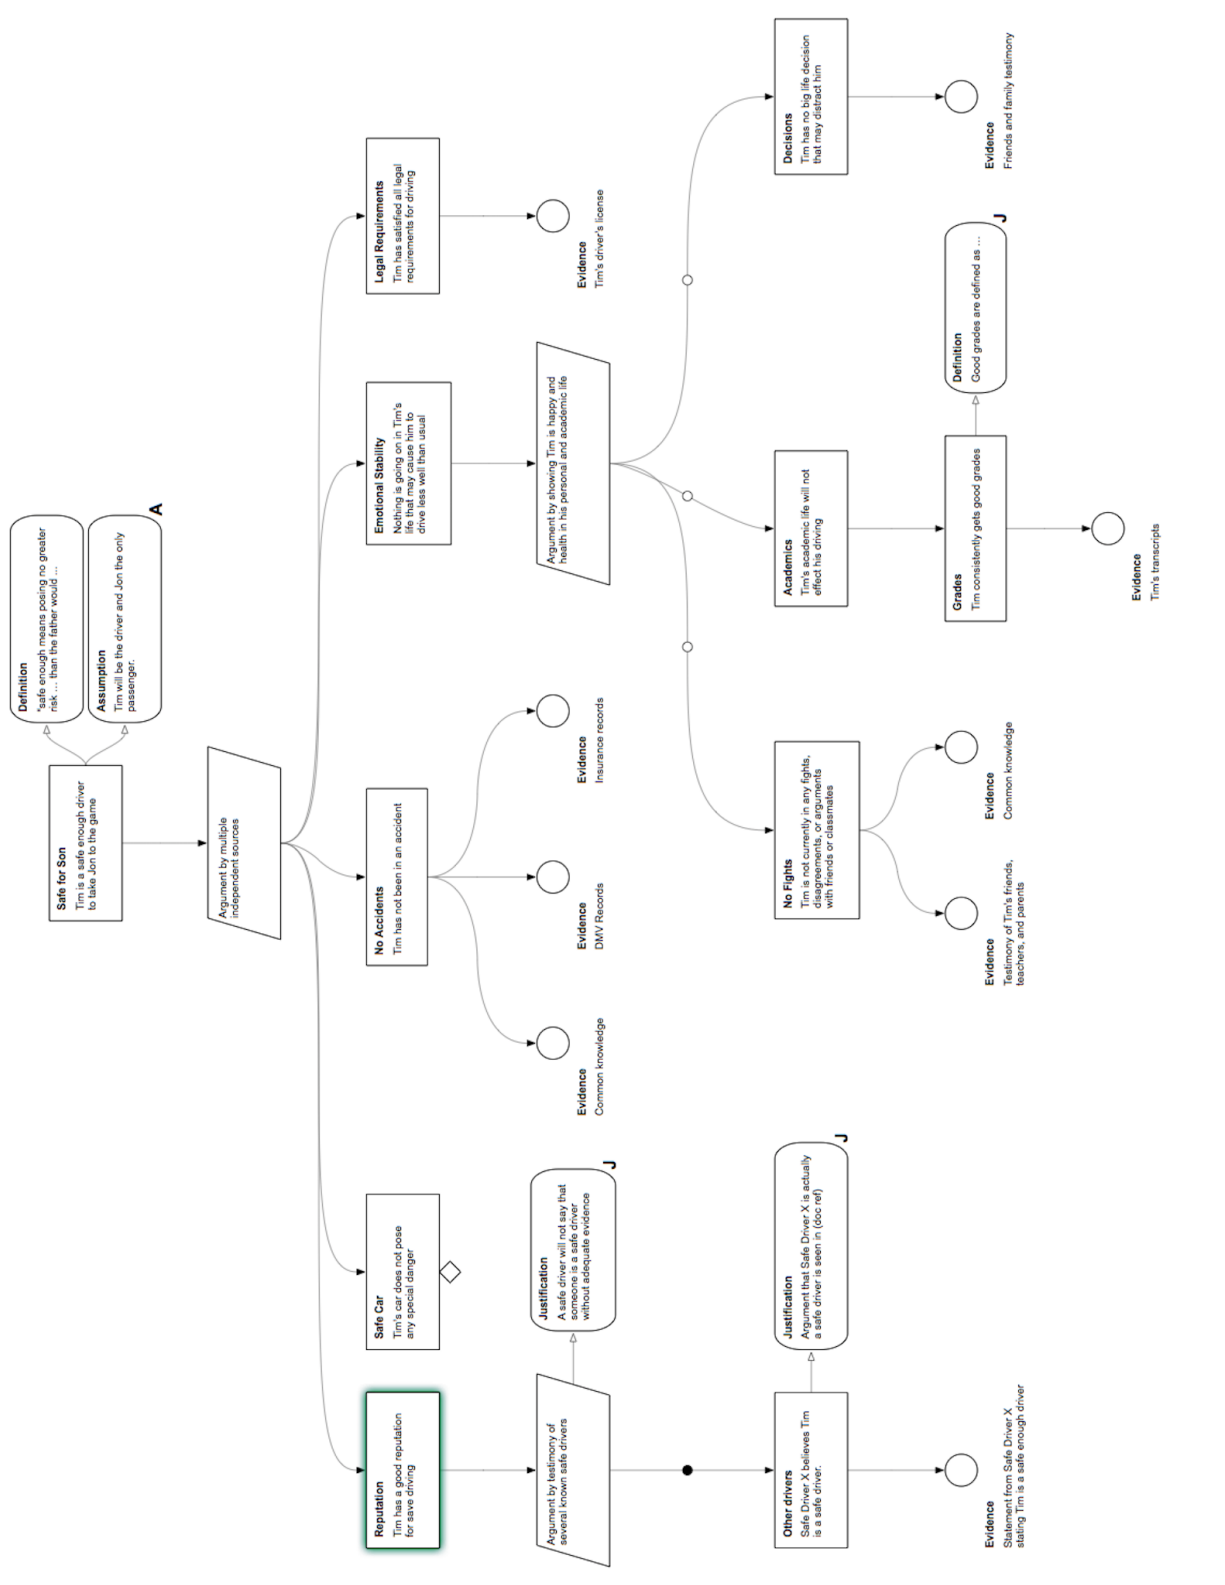 Safe for Son
Tim is a safe enough driver
to take Jon to the game
Definition
"safe enough means posing no greater
risk ... than the father would ...
Assumption
Tim will be the driver and Jon the only
passenger.
A
Argument by multiple
independent sources
Reputation
Tim has a good reputation
for save driving
Safe Car
Tim's car does not pose
any special danger
No Accidents
Tim has not been in an accident
Emotional Stability
Nothing is going on in Tim's
life that may cause him to
drive less well than usual
Legal Requirements
Tim has satisfied all legal
requirements for driving
Argument by testimony of
several known safe drivers
Justification
A safe driver will not say that
someone is a safe driver
without adequate evidence
J
Evidence
Common knowledge
Evidence
DMV Records
Evidence
Insurance records
Argument by showing Tim is happy and
health in his personal and academic life
Evidence
Tim's driver's license
Other drivers
Safe Driver X believes Tim
is a safe driver.
Justification
Argument that Safe Driver X is actually
a safe driver is seen in (doc ref)
J
No Fights
Tim is not currently in any fights,
disagreements, or arguments
with friends or classmates
Academics
Tim's academic life will not
effect his driving
Decisions
Tim has no big life decision
that may distract him
Evidence
Statement from Safe Driver X
stating Tim is a safe enough driver
Evidence
Testimony of Tim's friends,
teachers, and parents
Evidence
Common knowledge
Grades
Tim consistently gets good grades
Definition
Good grades are defined as ...
J
Evidence
Friends and family testimony
Evidence
Tim's transcripts